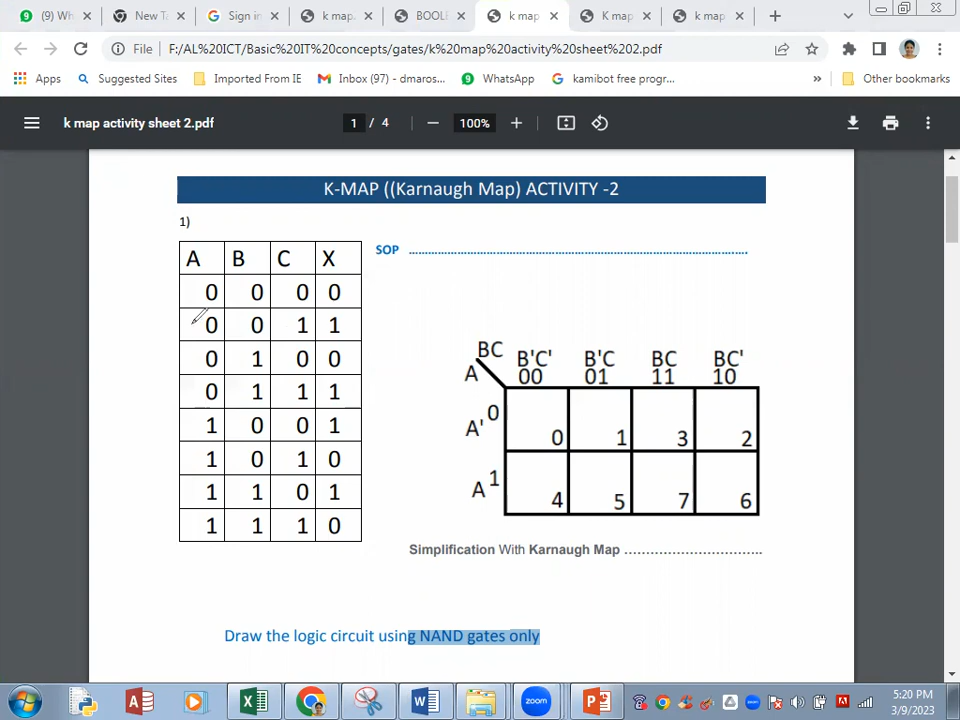 (9) Wh
New T
Sign in
k map.
BOOLE
k map
K map
k map
File
F:/AL%20ICT/Basic%20IT%20concepts/gates/k%20map%20activity%20sheet%202.pdf
Apps
Suggested Sites
Imported From IE
Inbox (97) - dmaros...
WhatsApp
kamibot free progr...
»
Other bookmarks
k map activity sheet 2.pdf
1 / 4
100%
K-MAP ((Karnaugh Map) ACTIVITY -2
1)
A B C X
0 0 0 0
0 0 1 1
0 1 0 0
0 1 1 1
1 0 0 1
1 0 1 0
1 1 0 1
1 1 1 0
SOP ……………………………………………………………………………………………….
BC
A
B'C' B'C BC BC'
00 01 11 10
A' 0
0 1 3 2
A 1
4 5 7 6
Simplification With Karnaugh Map …………………………..
Draw the logic circuit using NAND gates only
zoom
5:20 PM
3/9/2023